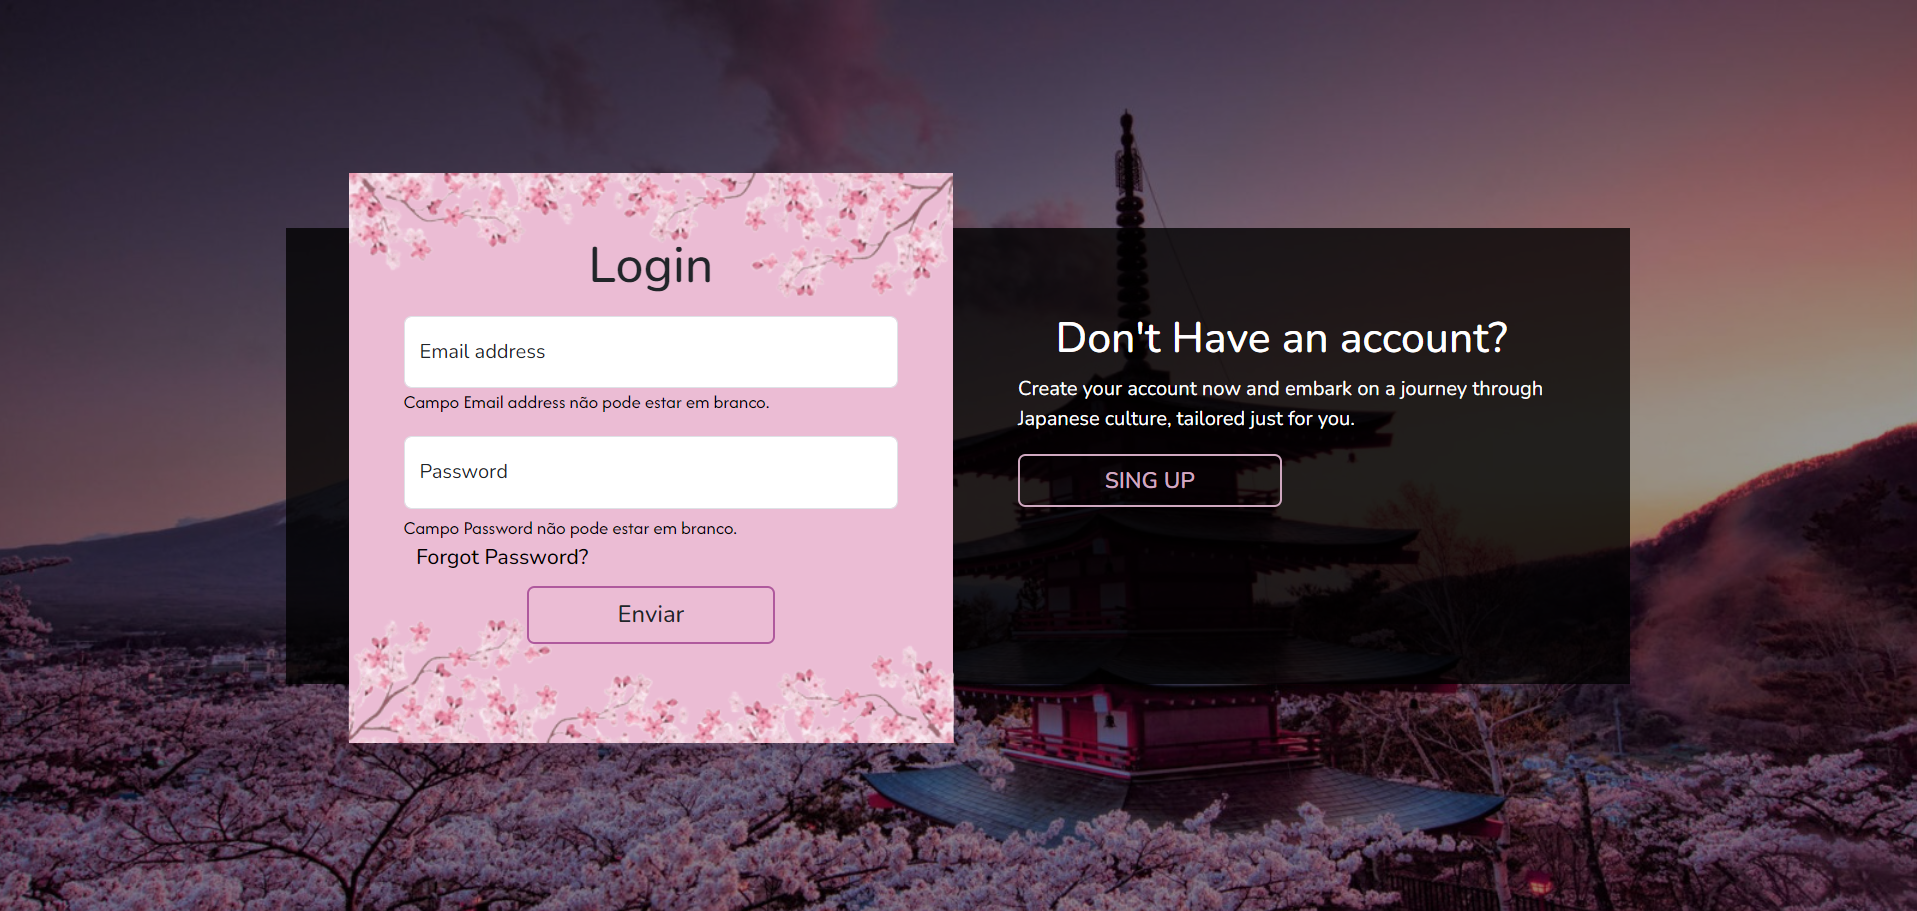 Login
Email address
Campo Email address não pode estar em branco.
Password
Campo Password não pode estar em branco.
Forgot Password?
Enviar
Don't Have an account?
Create your account now and embark on a journey through
Japanese culture, tailored just for you.
SING UP